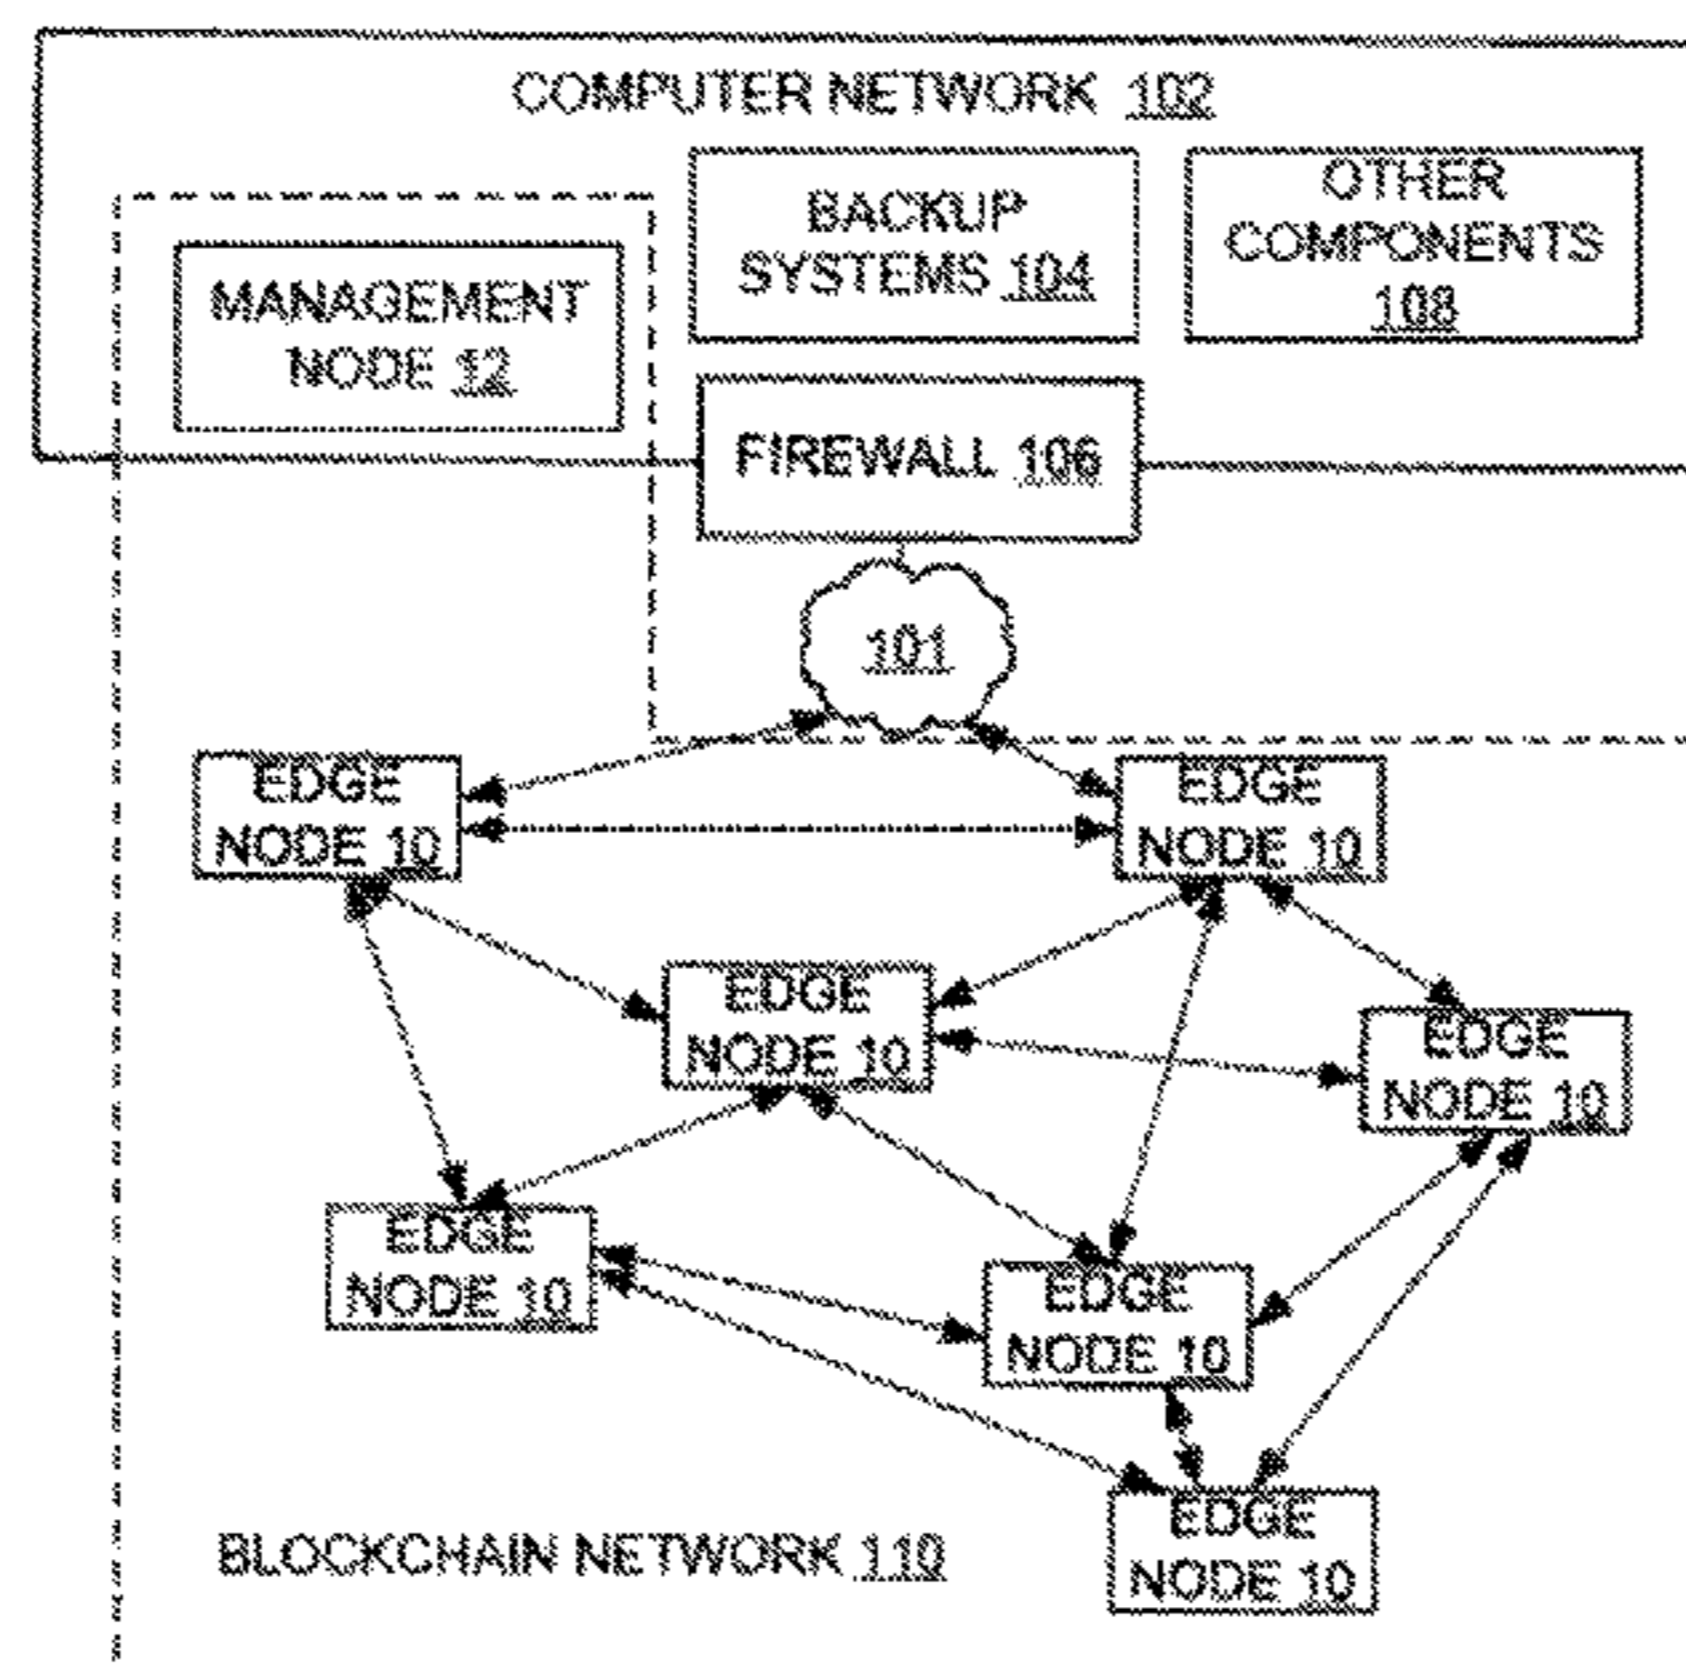 COMPUTER NETWORK 102
BACKUP
SYSTEMS 104
OTHER
COMPONENTS
108
MANAGEMENT
NODE 12
FIREWALL 106
101
EDGE
NODE 10
EDGE
NODE 10
EDGE
NODE 10
EDGE
NODE 10
EDGE
NODE 10
EDGE
NODE 10
EDGE
NODE 10
BLOCKCHAIN NETWORK 110